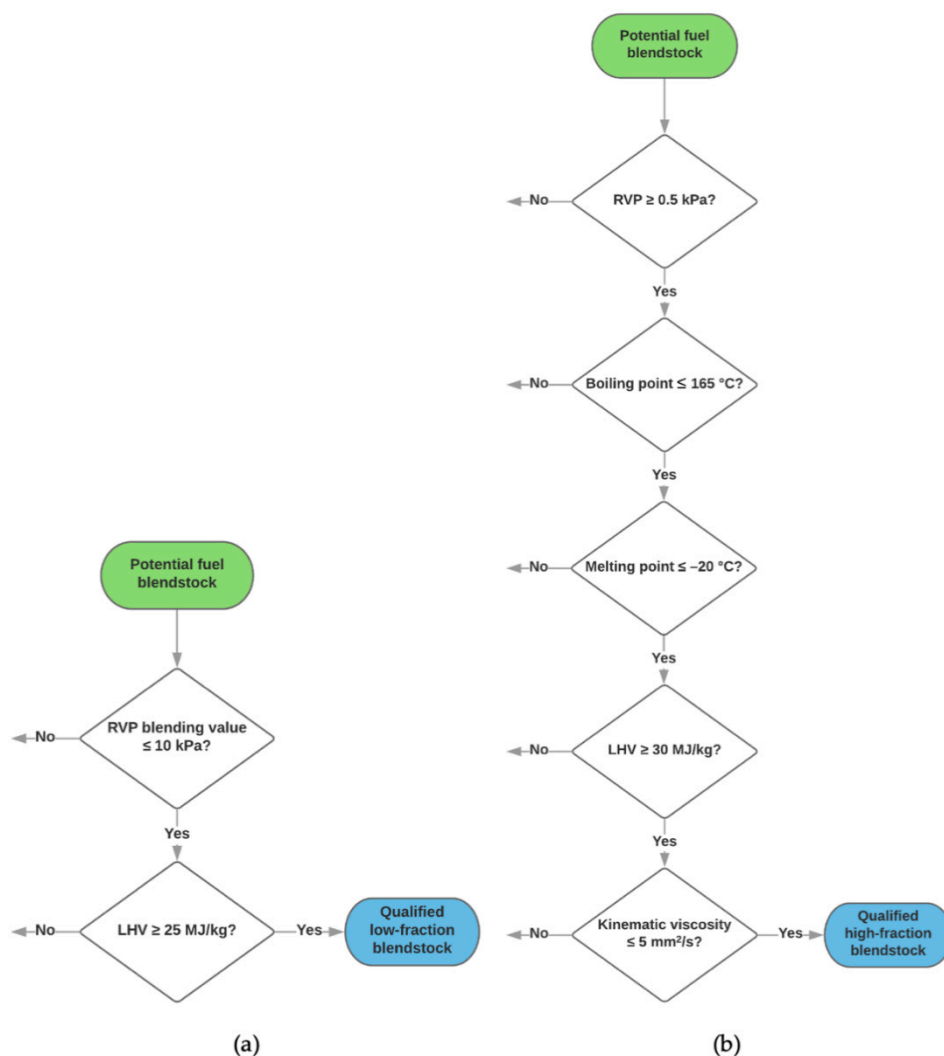 Potential fuel
blendstock
RVP blending value
≤ 10 kPa?
No
Yes
LHV ≥ 25 MJ/kg?
No
Yes
Qualified
low-fraction
blendstock
(a)
Potential fuel
blendstock
RVP ≥ 0.5 kPa?
No
Yes
Boiling point ≤ 165 °C?
No
Yes
Melting point ≤ –20 °C?
No
Yes
LHV ≥ 30 MJ/kg?
No
Yes
Kinematic viscosity
≤ 5 mm²/s?
No
Yes
Qualified
high-fraction
blendstock
(b)